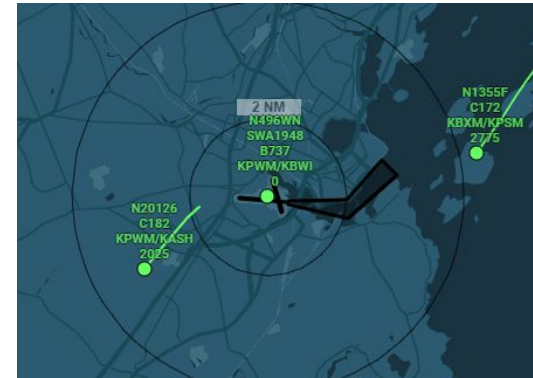 2 NM
N496WN
SWA1948
B737
KPWM/KBWI
0
N1355F
C172
KBXM/KPSM
2775
N20126
C182
KPWM/KASH
2025